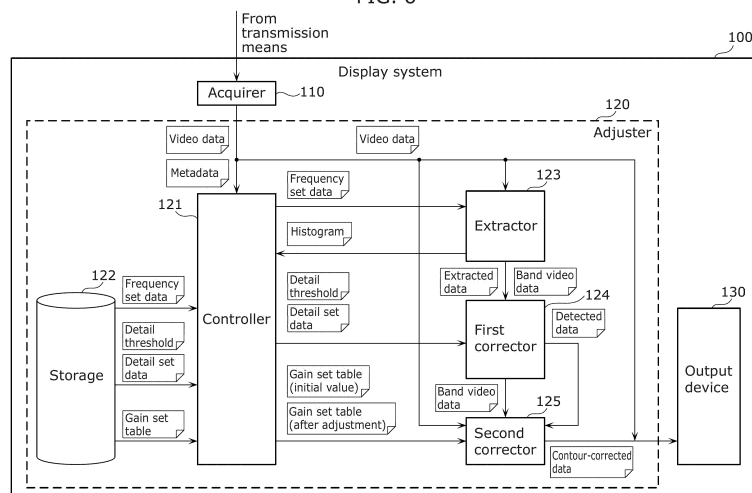 From
transmission
means
100
Display system
Acquirer
110
120
Adjuster
Video data
Video data
Metadata
121
Frequency
set data
123
Extractor
Histogram
122
Frequency
set data
Extracted
data
Band video
data
124
130
Detail
threshold
Detail
threshold
Detail set
data
Detail set
data
Controller
First
corrector
Detected
data
Storage
Output
device
Gain set table
(initial value)
Band video
data
125
Gain set
table
Gain set table
(after adjustment)
Second
corrector
Contour-corrected
data